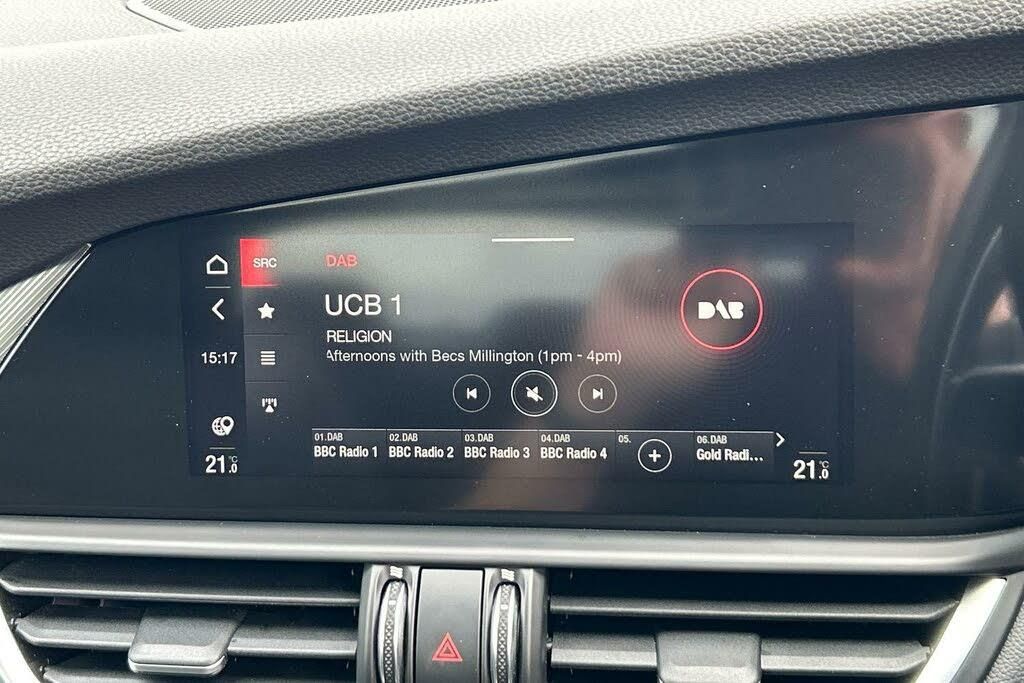 SRC
DAB
UCB 1
DAB
RELIGION
Afternoons with Becs Millington (1pm - 4pm)
15:17
01.DAB
BBC Radio 1
02.DAB
BBC Radio 2
03.DAB
BBC Radio 3
04.DAB
BBC Radio 4
05.
06.DAB
Gold Radi...
21.0 °C
21.0 °C